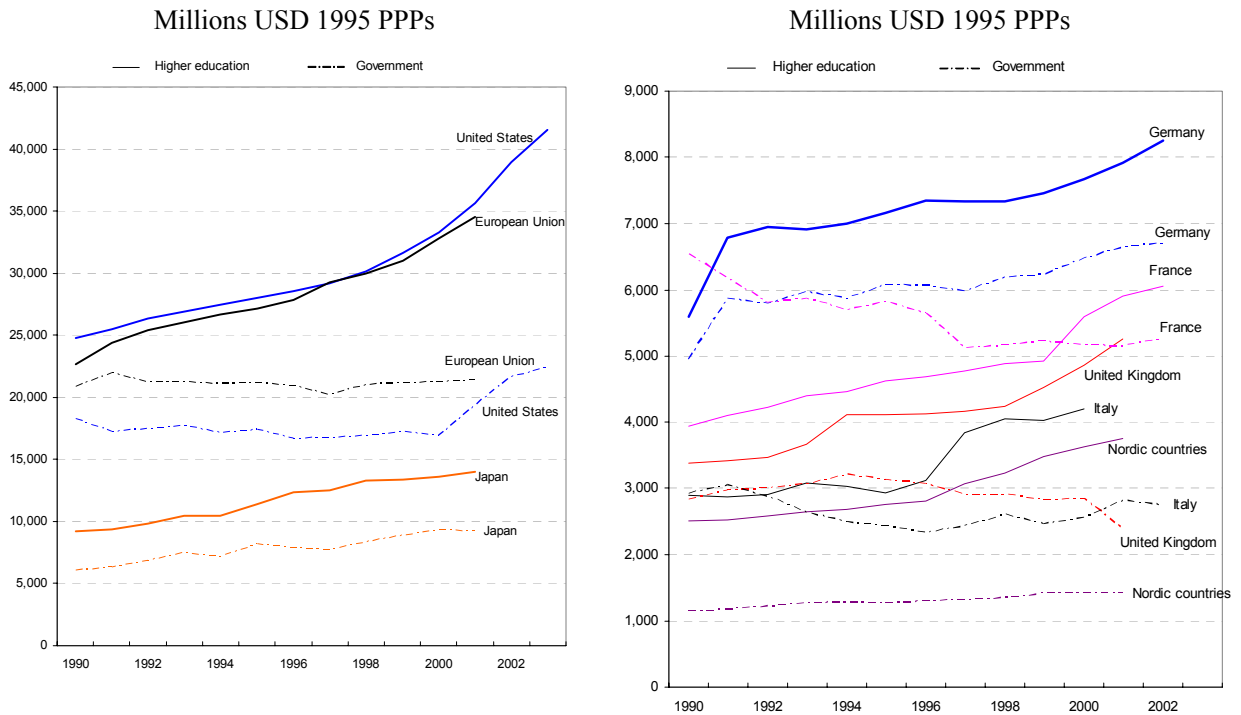 Millions USD 1995 PPPs
Higher education Government
45,000
40,000
35,000
30,000
25,000
20,000
15,000
10,000
5,000
0
United States
European Union
European Union
United States
Japan
Japan
1990 1992 1994 1996 1998 2000 2002
Millions USD 1995 PPPs
Higher education Government
9,000
8,000
7,000
6,000
5,000
4,000
3,000
2,000
1,000
0
Germany
Germany
France
France
United Kingdom
Italy
Nordic countries
Italy
United Kingdom
Nordic countries
1990 1992 1994 1996 1998 2000 2002